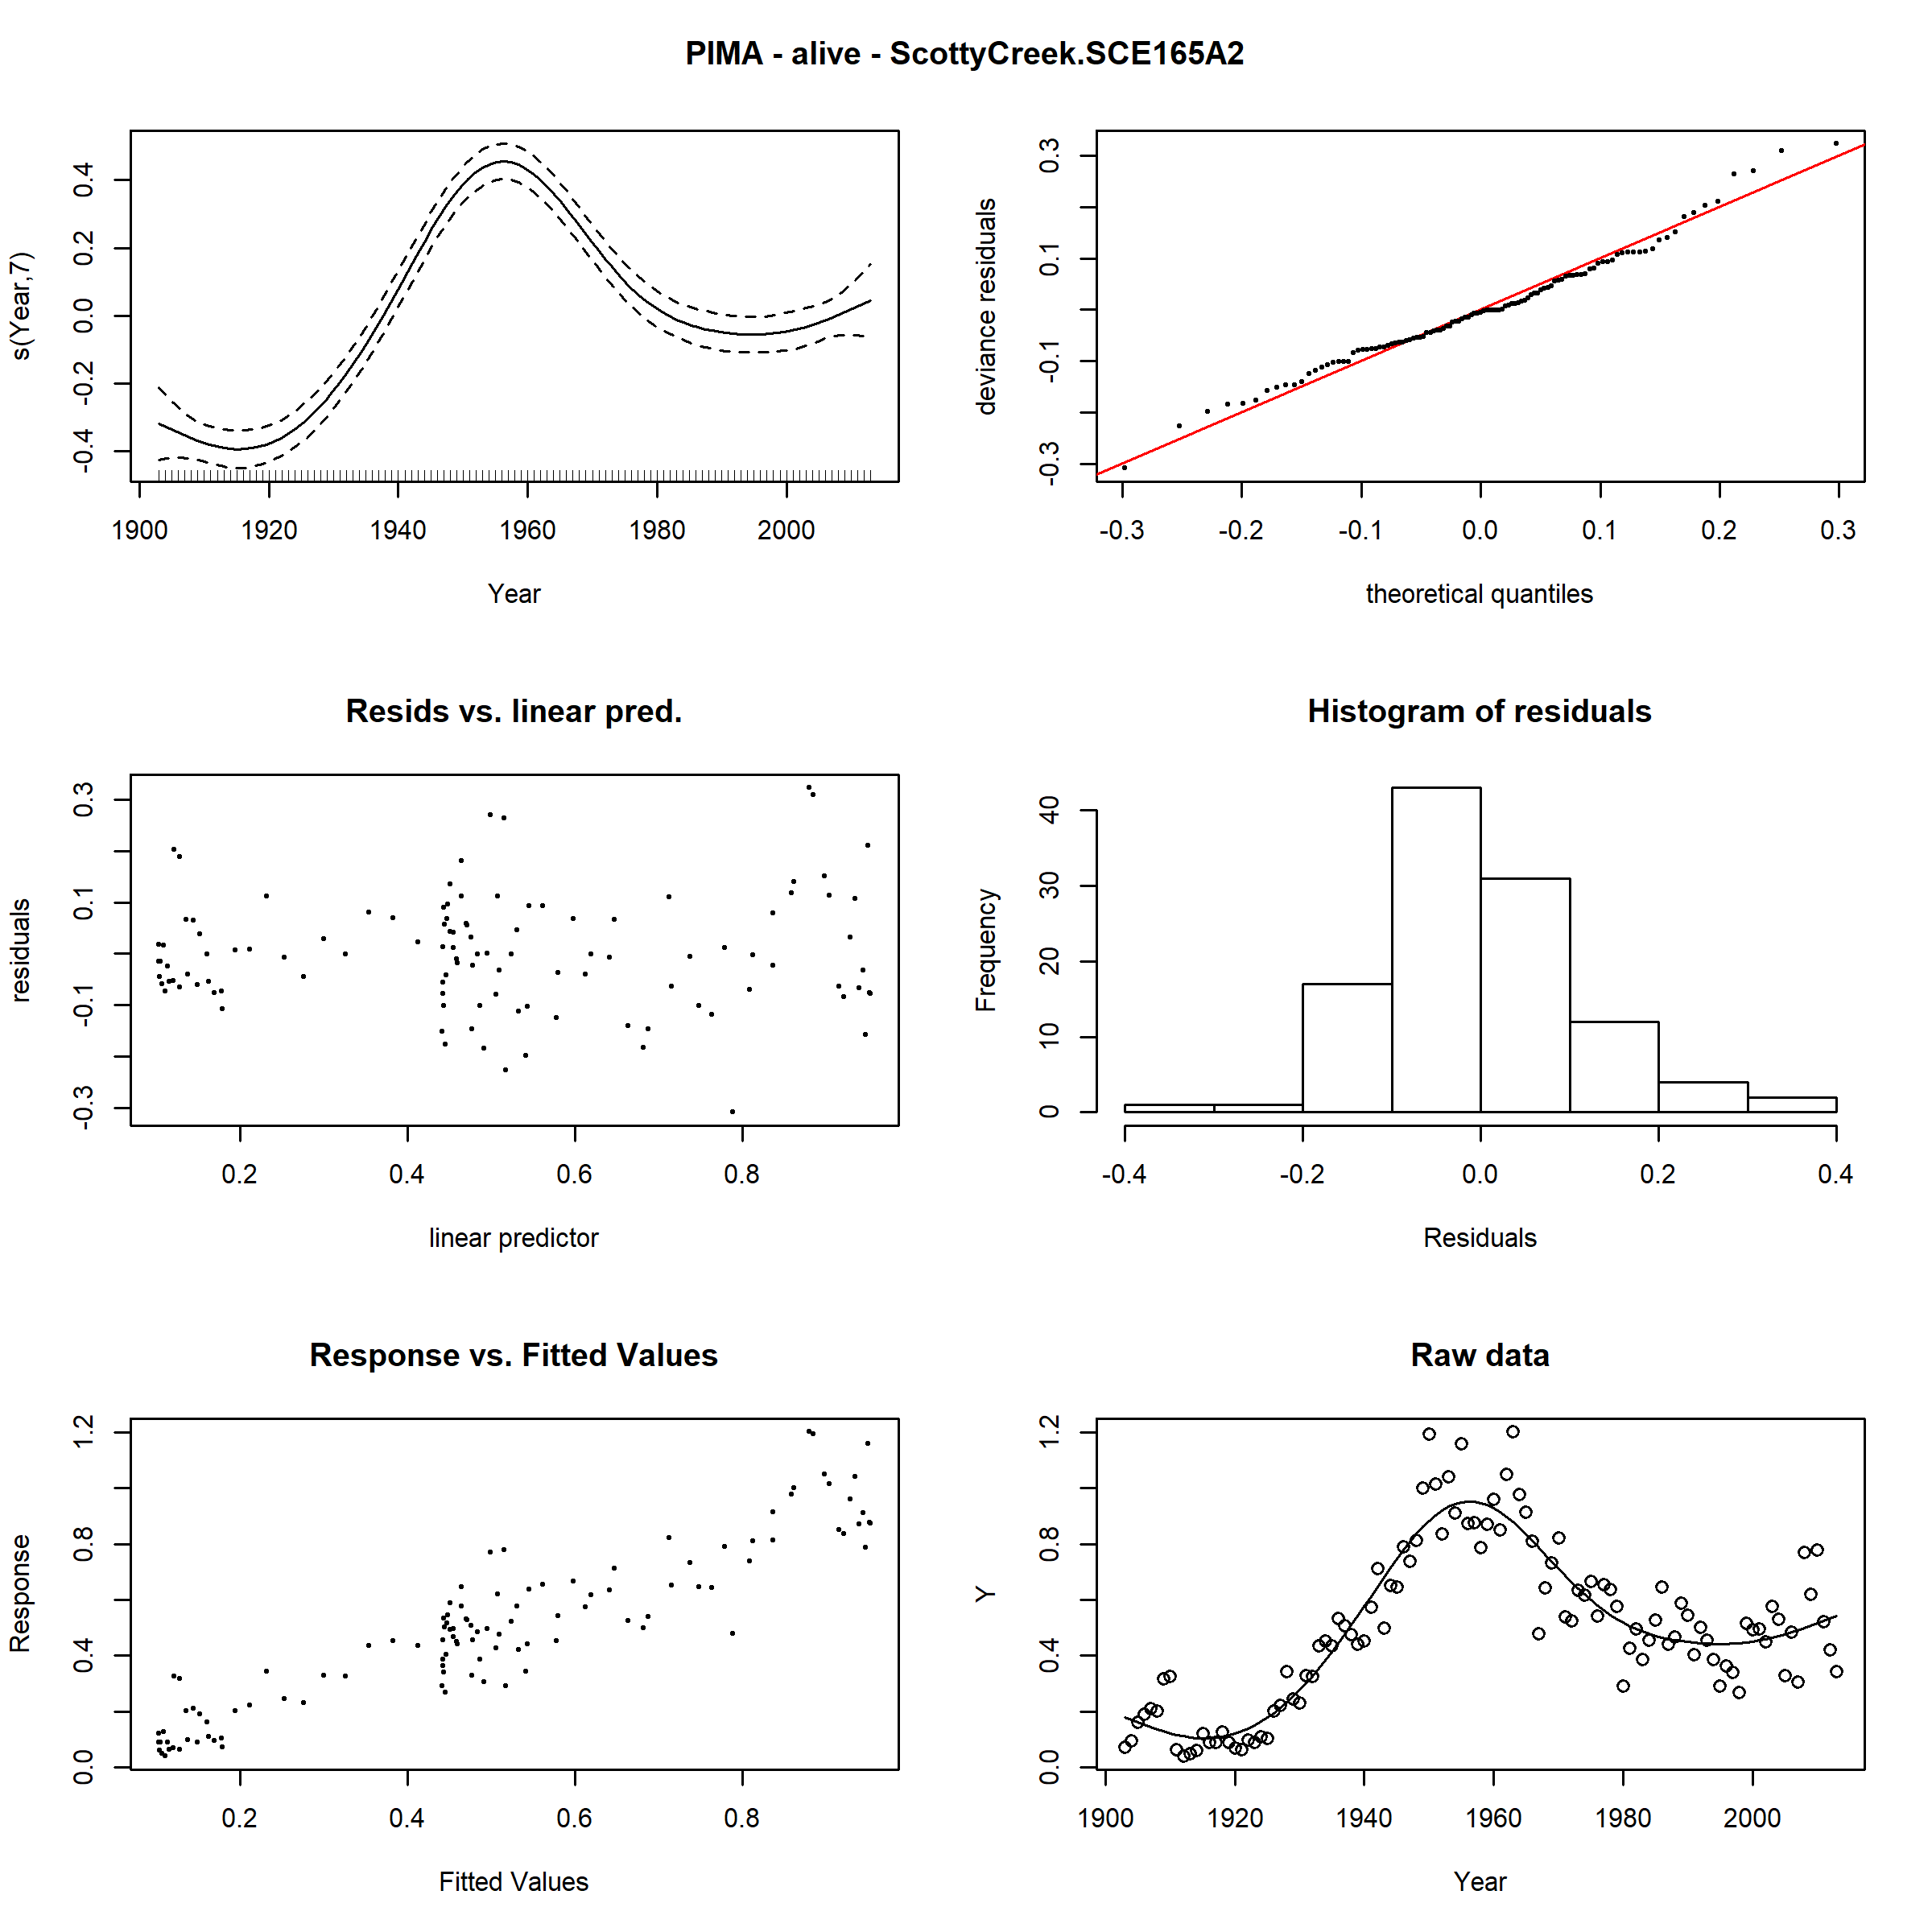 PIMA - alive - ScottyCreek.SCE165A2
s(Year,7)
-0.4 -0.2 0.0 0.2 0.4
1900 1920 1940 1960 1980 2000
Year
deviance residuals
-0.3 -0.1 0.1 0.3
-0.3 -0.2 -0.1 0.0 0.1 0.2 0.3
theoretical quantiles
Resids vs. linear pred.
residuals
-0.3 -0.1 0.1 0.3
0.2 0.4 0.6 0.8
linear predictor
Histogram of residuals
Frequency
0 10 20 30 40
-0.4 -0.2 0.0 0.2 0.4
Residuals
Response vs. Fitted Values
Response
0.0 0.4 0.8 1.2
0.2 0.4 0.6 0.8
Fitted Values
Raw data
Y
0.0 0.4 0.8 1.2
1900 1920 1940 1960 1980 2000
Year